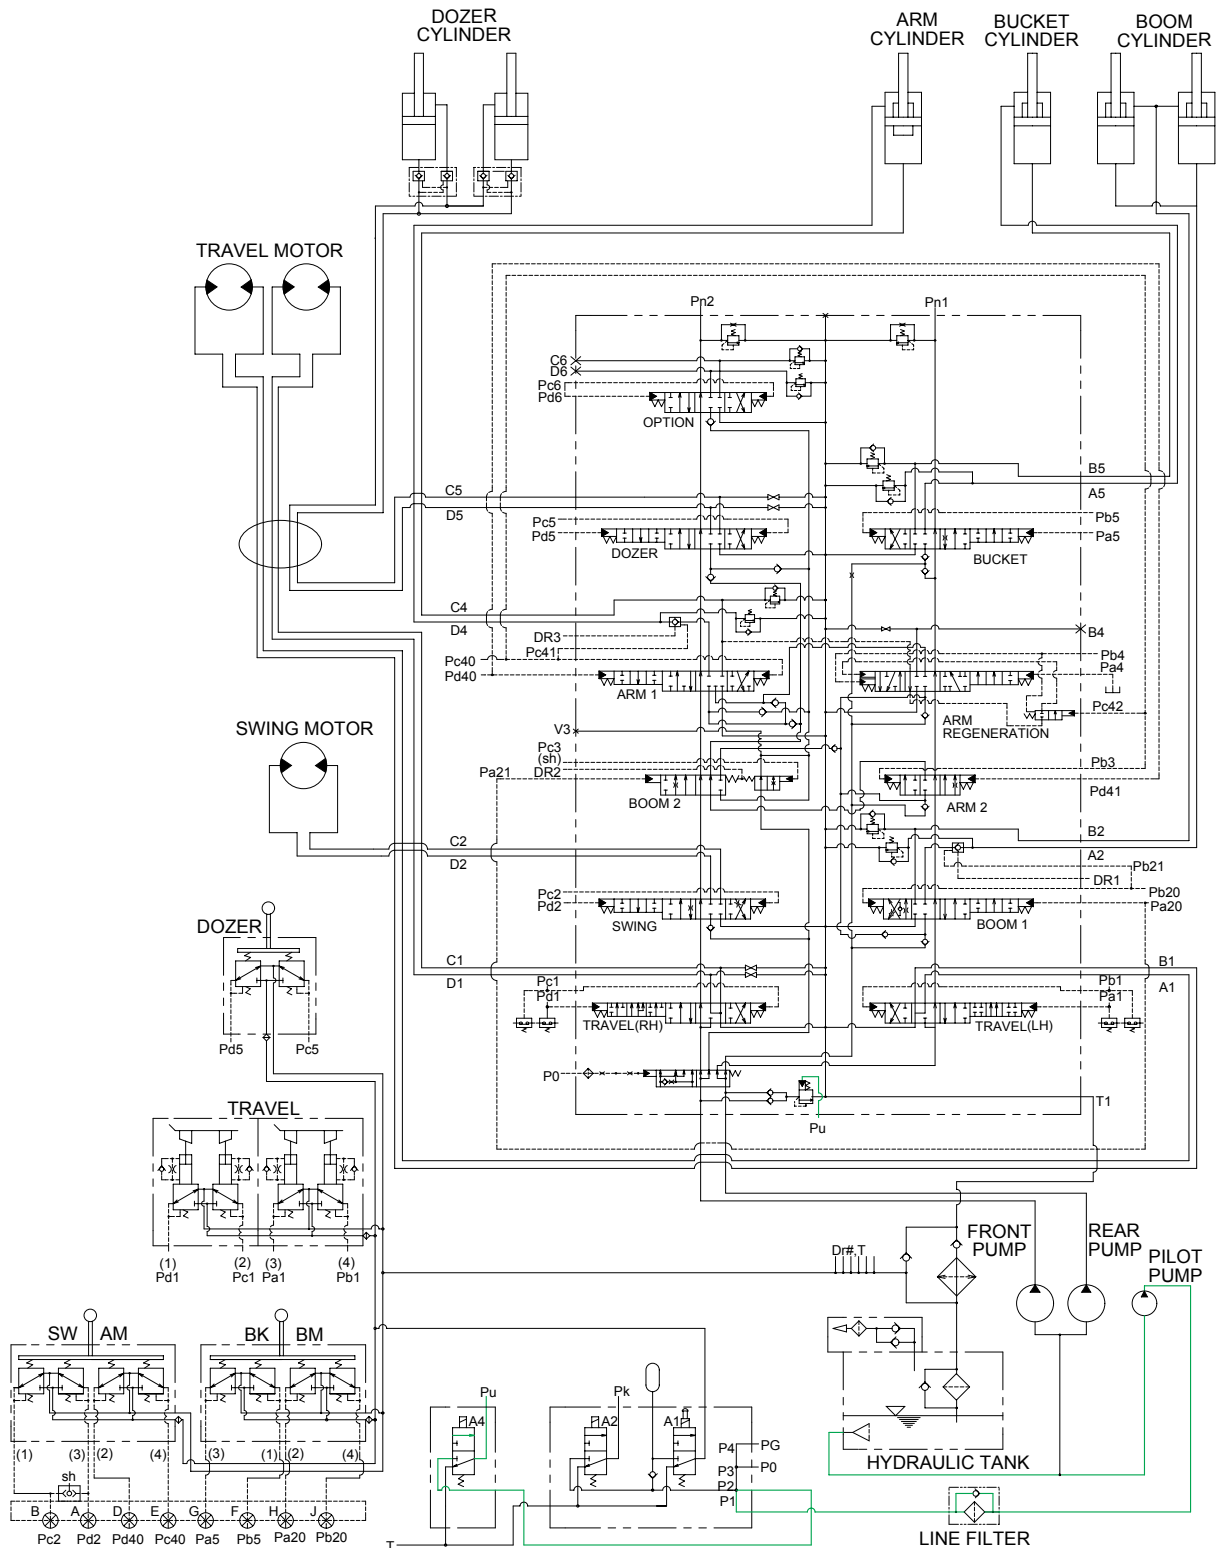 DOZER
CYLINDER
ARM
CYLINDER
BUCKET
CYLINDER
BOOM
CYLINDER
TRAVEL MOTOR
Pn2
Pn1
C6
D6
Pc6
Pd6
OPTION
C5
D5
B5
A5
Pc5
Pd5
DOZER
Pb5
Pa5
BUCKET
C4
D4
DR3
Pc41
B4
Pc40
Pd40
ARM 1
Pb4
Pa4
Pc42
ARM
REGENERATION
SWING MOTOR
V3
Pc3
(sh)
DR2
Pa21
BOOM 2
Pb3
Pd41
ARM 2
C2
D2
B2
A2
Pb21
DR1
Pc2
Pd2
SWING
Pb20
Pa20
BOOM 1
DOZER
C1
D1
B1
A1
Pc1
Pd1
TRAVEL(RH)
Pb1
Pa1
TRAVEL(LH)
Pd5
Pc5
P0
T1
Pu
TRAVEL
(1)
Pd1
(2)
Pc1
(3)
Pa1
(4)
Pb1
Dr#,T
FRONT
PUMP
REAR
PUMP
PILOT
PUMP
SW AM
BK BM
(1) (3) (2) (4)
(3) (1) (2) (4)
sh
B A D E G F H J
Pc2 Pd2 Pd40 Pc40 Pa5 Pb5 Pa20 Pb20
Pu
A4
Pk
A2
A1
P4
PG
P3
P0
P2
P1
T
HYDRAULIC TANK
LINE FILTER